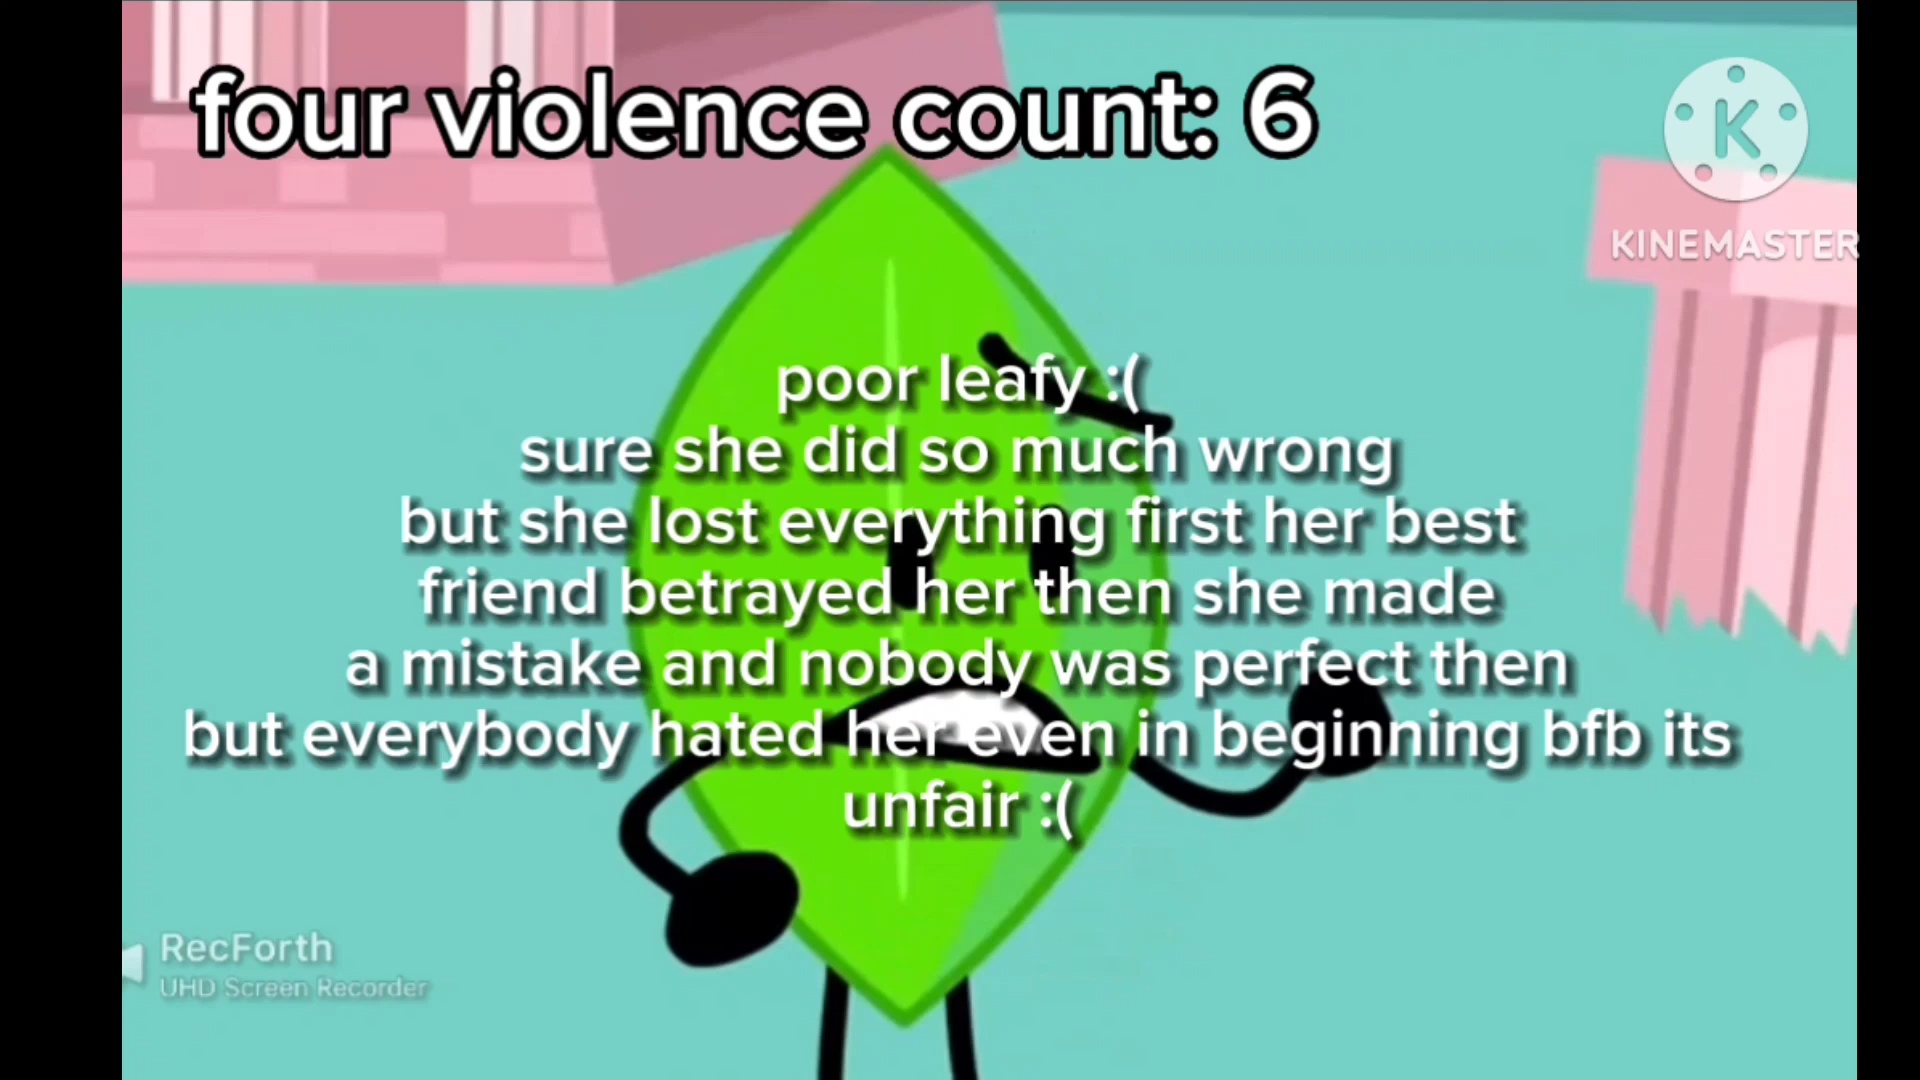 four violence count: 6
K
KINEMASTER
poor leafy :(
sure she did so much wrong
but she lost everything first her best
friend betrayed her then she made
a mistake and nobody was perfect then
but everybody hated her even in beginning bfb its
unfair :(
RecForth
UHD Screen Recorder